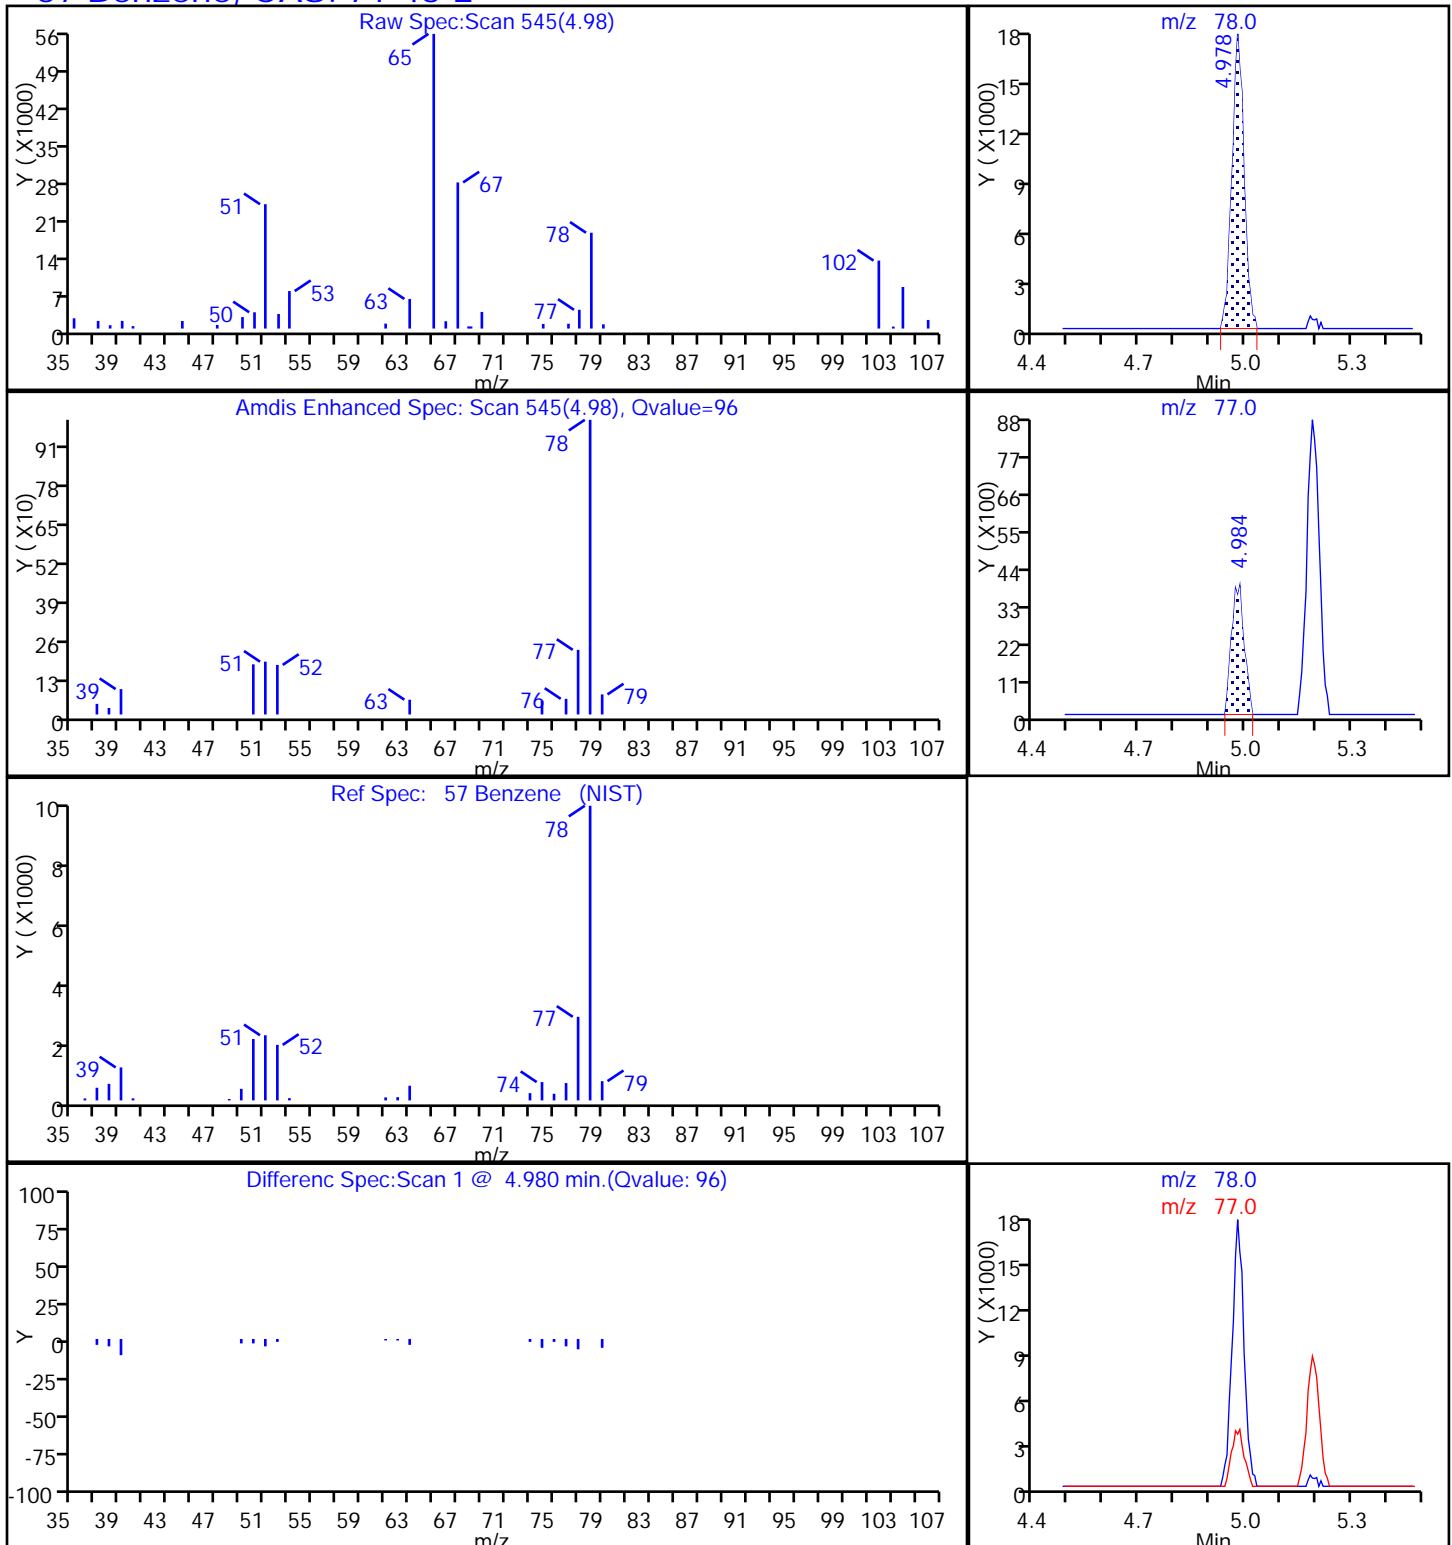 Raw Spec:Scan 545(4.98)
Y ( X1000)
56
49
42
35
28
21
14
7
0
65
67
51
78
102
53
63
50
77
35 39 43 47 51 55 59 63 67 71 75 79 83 87 91 95 99 103 107
m/z
m/z 78.0
Y ( X1000)
18
15
12
9
6
3
0
4.978
4.4 4.7 5.0 5.3
Min
Amdis Enhanced Spec: Scan 545(4.98), Qvalue=96
Y ( X10)
91
78
65
52
39
26
13
0
78
77
51
52
39
63
76
79
35 39 43 47 51 55 59 63 67 71 75 79 83 87 91 95 99 103 107
m/z
m/z 77.0
Y ( X100)
88
77
66
55
44
33
22
11
0
4.984
4.4 4.7 5.0 5.3
Min
Ref Spec: 57 Benzene (NIST)
Y ( X1000)
10
8
6
4
2
0
78
77
51
52
39
74
79
35 39 43 47 51 55 59 63 67 71 75 79 83 87 91 95 99 103 107
m/z
Differenc Spec:Scan 1 @ 4.980 min.(Qvalue: 96)
Y
100
75
50
25
0
-25
-50
-75
-100
35 39 43 47 51 55 59 63 67 71 75 79 83 87 91 95 99 103 107
m/z
m/z 78.0
m/z 77.0
Y ( X1000)
18
15
12
9
6
3
0
4.4 4.7 5.0 5.3
Min